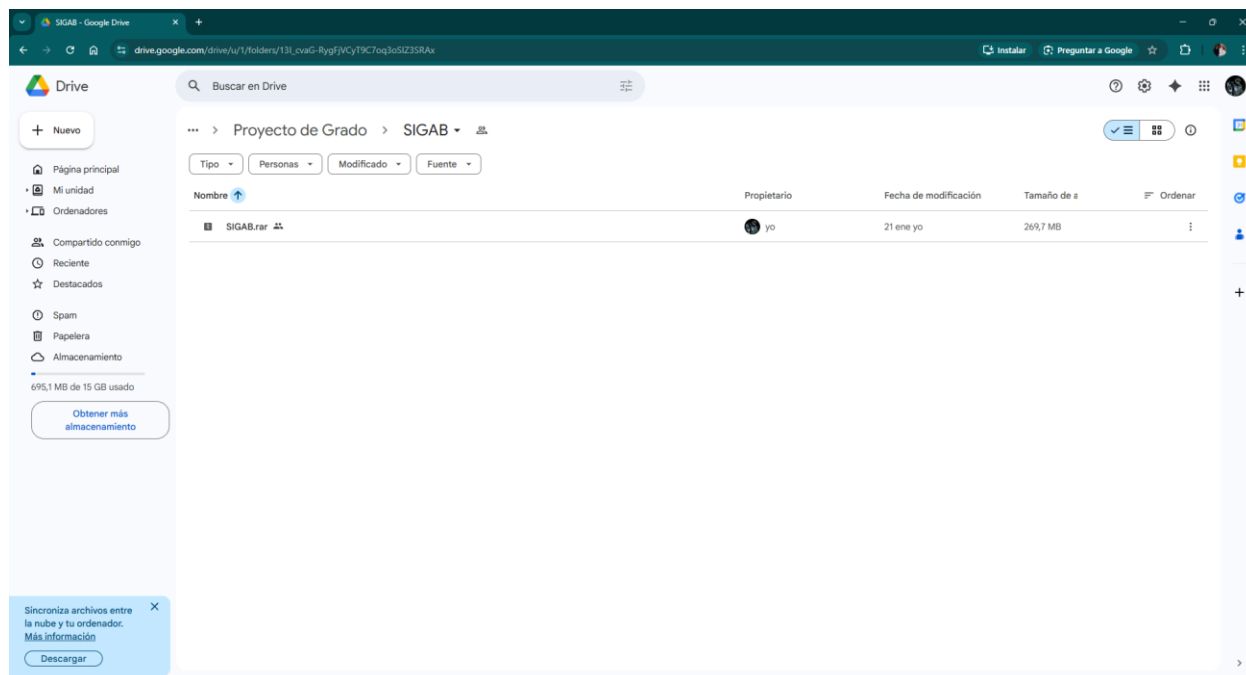 SIGAB - Google Drive
drive.google.com/drive/u/1/folders/13l_cvaG-RygFjVCyT9C7oq3oSIZ3SRAx
Instalar
Preguntar a Google
Drive
Buscar en Drive
Nuevo
Proyecto de Grado > SIGAB
Tipo
Personas
Modificado
Fuente
Página principal
Mi unidad
Ordenadores
Compartido conmigo
Reciente
Destacados
Spam
Papelera
Almacenamiento
695,1 MB de 15 GB usado
Obtener más
almacenamiento
Nombre
Propietario
Fecha de modificación
Tamaño de a
Ordenar
SIGAB.rar
yo
21 ene yo
269,7 MB
Sincroniza archivos entre
la nube y tu ordenador.
Más información
Descargar